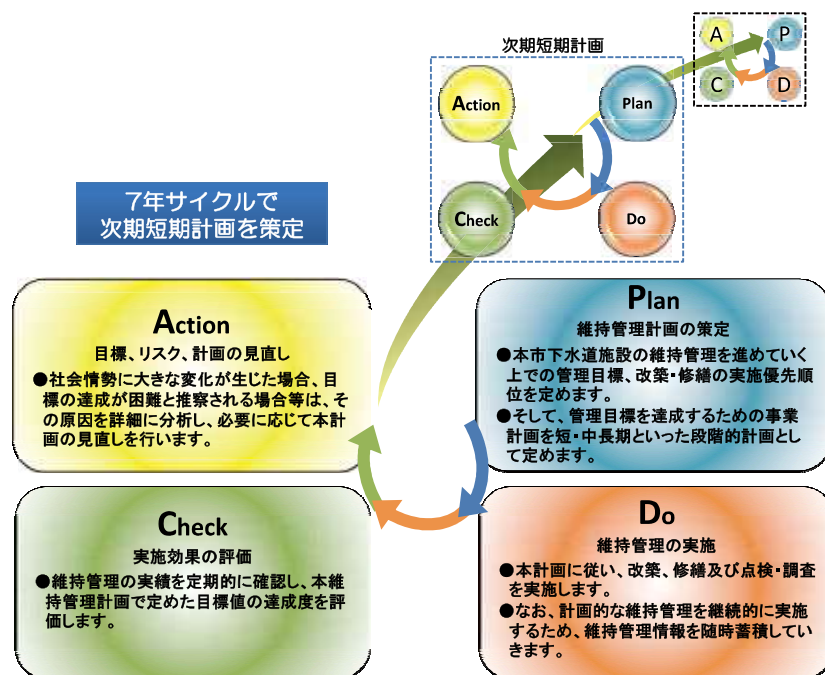 次期短期計画
A
P
C
D
Action
Plan
Check
Do
7年サイクルで
次期短期計画を策定
Action
目標、リスク、計画の見直し
●社会情勢に大きな変化が生じた場合、目
標の達成が困難と推察される場合等は、そ
の原因を詳細に分析し、必要に応じて本計
画の見直しを行います。
Plan
維持管理計画の策定
●本市下水道施設の維持管理を進めていく
上での管理目標、改築・修繕の実施優先順
位を定めます。
●そして、管理目標を達成するための事業
計画を短・中長期といった段階的計画とし
て定めます。
Check
実施効果の評価
●維持管理の実績を定期的に確認し、本維
持管理計画で定めた目標値の達成度を評
価します。
Do
維持管理の実施
●本計画に従い、改築、修繕及び点検・調査
を実施します。
●なお、計画的な維持管理を継続的に実施
するため、維持管理情報を随時蓄積してい
きます。